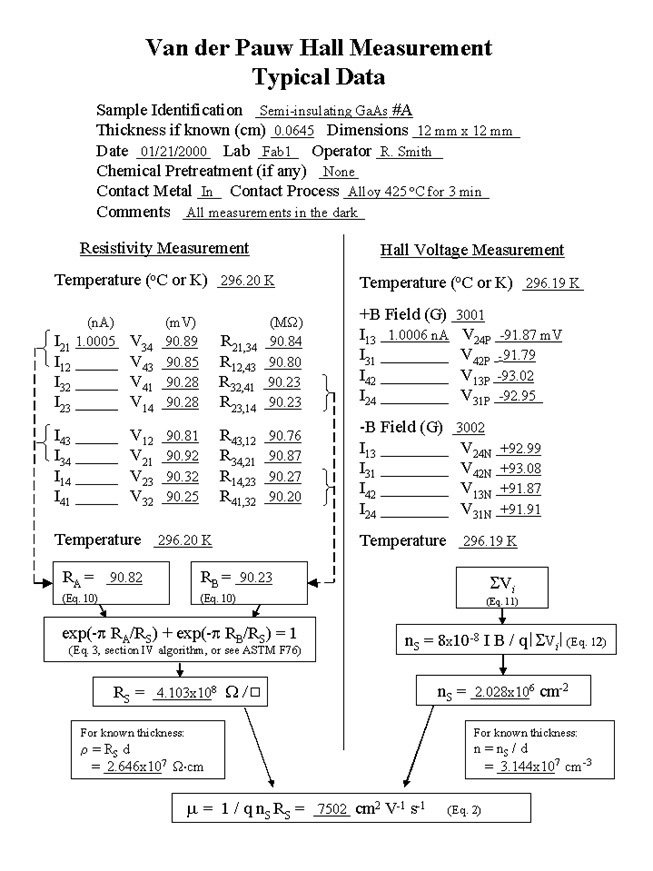 Van der Pauw Hall Measurement
Typical Data
Sample Identification Semi-insulating GaAs #A
Thickness if known (cm) 0.0645 Dimensions 12 mm x 12 mm
Date 01/21/2000 Lab Fab1 Operator R. Smith
Chemical Pretreatment (if any) None
Contact Metal In Contact Process Alloy 425 °C for 3 min
Comments All measurements in the dark
Resistivity Measurement
Temperature (°C or K) 296.20 K
(nA) (mV) (MΩ)
I21 1.0005 V34 90.89 R21,34 90.84
I12 V43 90.85 R12,43 90.80
I32 V41 90.28 R32,41 90.23
I23 V14 90.28 R23,14 90.23
I43 V12 90.81 R43,12 90.76
I34 V21 90.92 R34,21 90.87
I14 V23 90.32 R14,23 90.27
I41 V32 90.25 R41,32 90.20
Temperature 296.20 K
RA = 90.82
(Eq. 10)
RB = 90.23
(Eq. 10)
exp(-π RA/RS) + exp(-π RB/RS) = 1
(Eq. 3, section IV algorithm, or see ASTM F76)
RS = 4.103x10⁸ Ω /□
For known thickness:
ρ = RS d
= 2.646x10⁷ Ω·cm
Hall Voltage Measurement
Temperature (°C or K) 296.19 K
+B Field (G) 3001
I13 1.0006 nA V24P -91.87 mV
I31 V42P -91.79
I42 V13P -93.02
I24 V31P -92.95
-B Field (G) 3002
I13 V24N +92.99
I31 V42N +93.08
I42 V13N +91.87
I24 V31N +91.91
Temperature 296.19 K
ΣVi
(Eq. 11)
nS = 8x10⁻⁸ I B / q|ΣVi| (Eq. 12)
nS = 2.028x10⁶ cm⁻²
For known thickness:
n = nS / d
= 3.144x10⁷ cm⁻³
μ = 1 / q nS RS = 7502 cm² V⁻¹ s⁻¹ (Eq. 2)